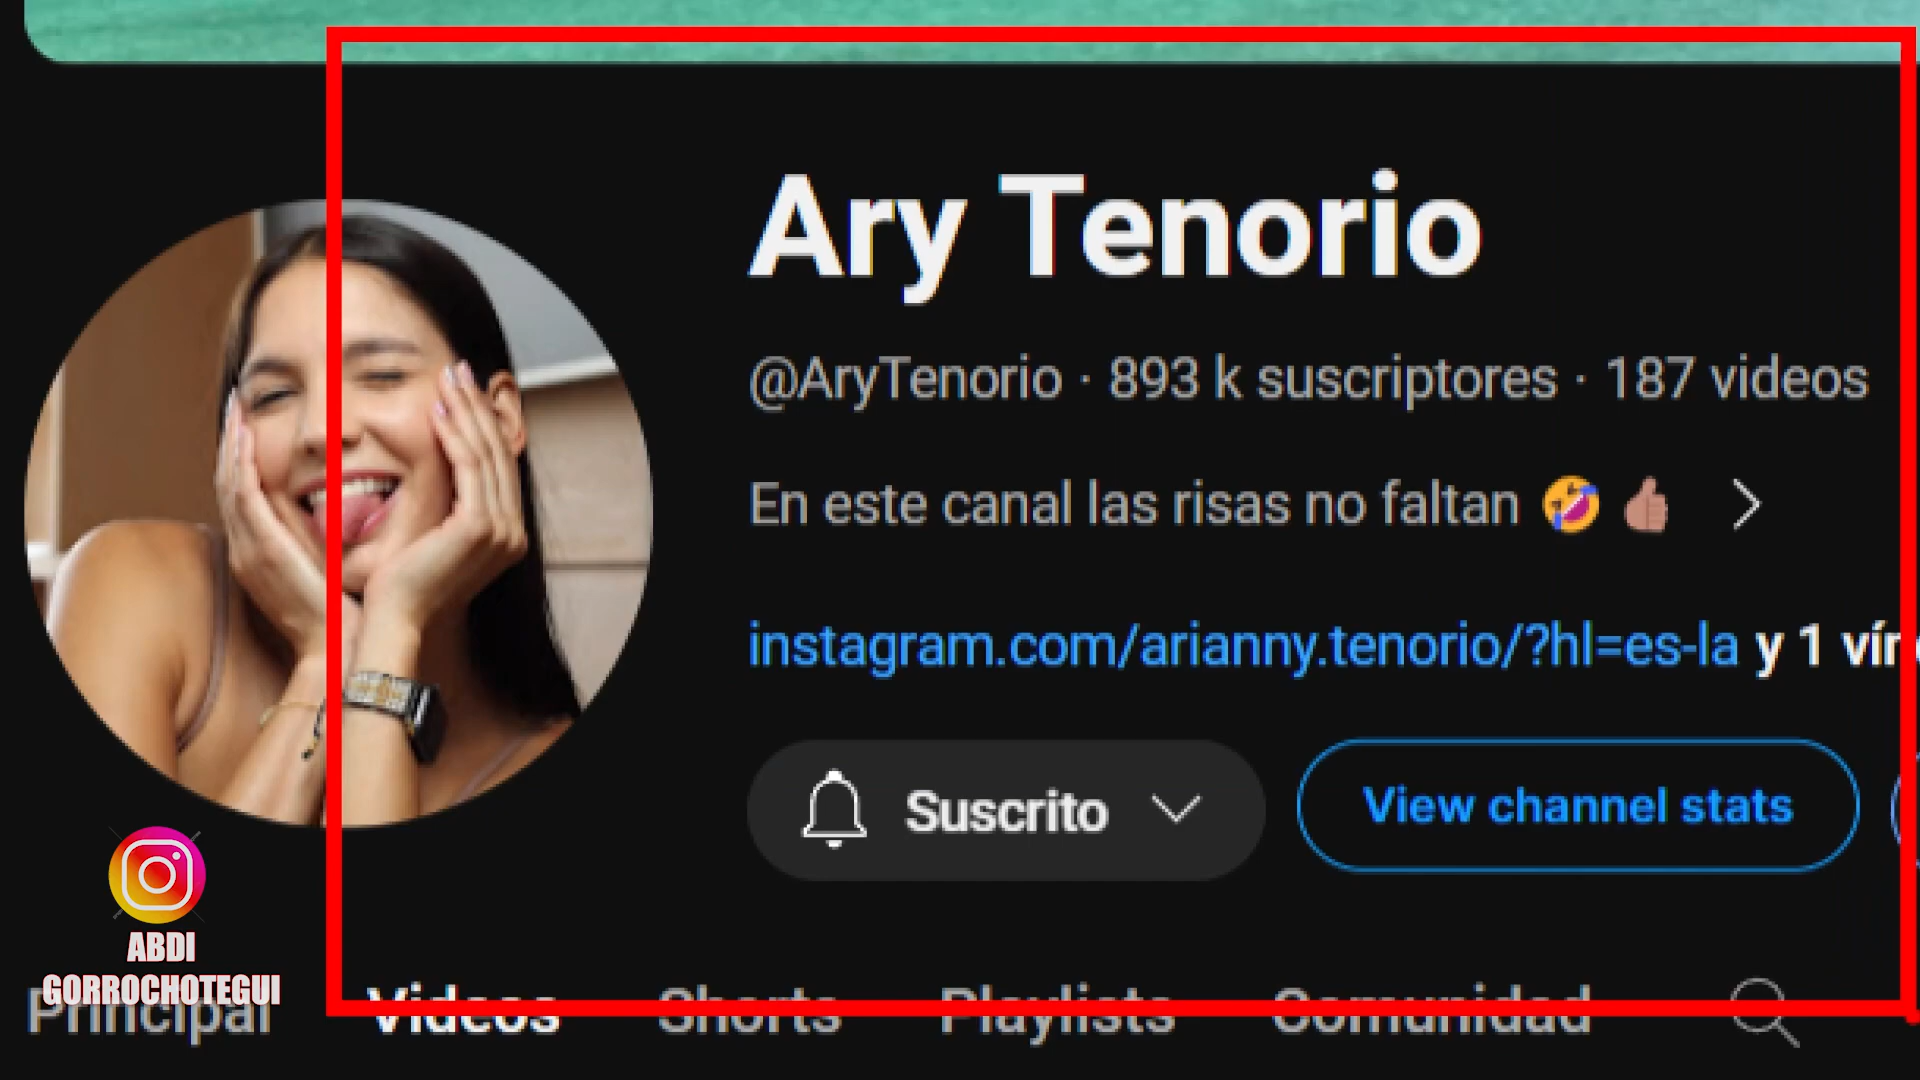 Ary Tenorio
@AryTenorio · 893 k suscriptores · 187 videos
En este canal las risas no faltan 🤣 👍🏽 >
instagram.com/arianny.tenorio/?hl=es-la y 1
Suscrito
View channel stats
ABDI
GORROCHOTEGUI
Principal Videos Shorts Playlists Comunidad